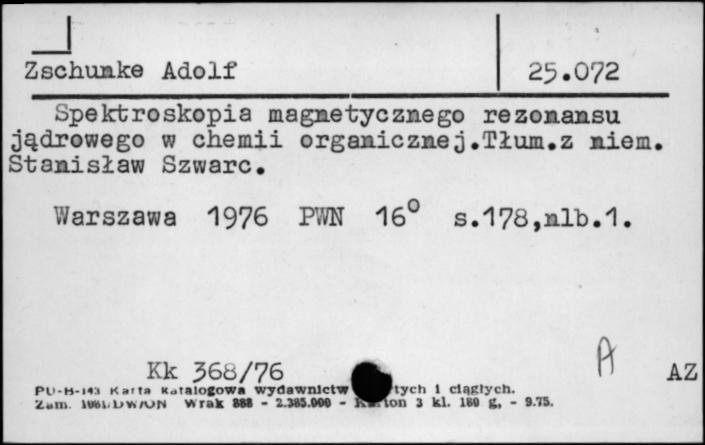 Zschunke Adolf
25.072
Spektroskopia magnetycznego rezonansu
jądrowego w chemii organicznej.Tłum.z niem.
Stanisław Szwarc.
Warszawa 1976 PWN 16° s.178,nlb.1.
A
Kk 368/76
AZ
PU-B-143 Karta katalogowa wydawnictw tych i ciągłych.
Zam. Wrak 888 - 2.385.000 - 3 kl. 180 g, - 9.75.